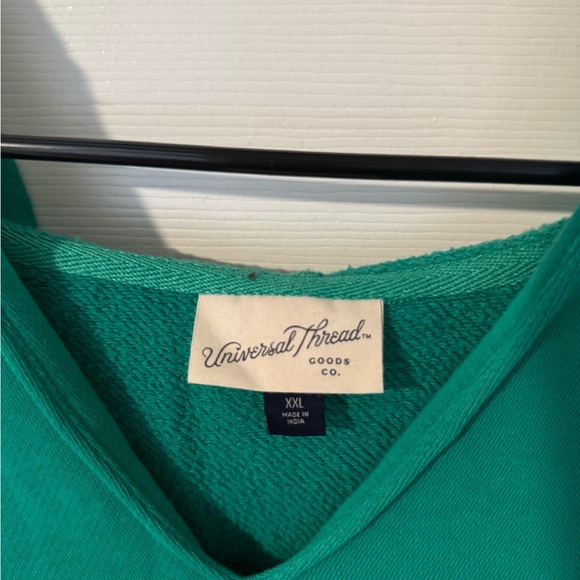 Universal Thread™
GOODS
CO.
XXL
MADE IN
INDIA